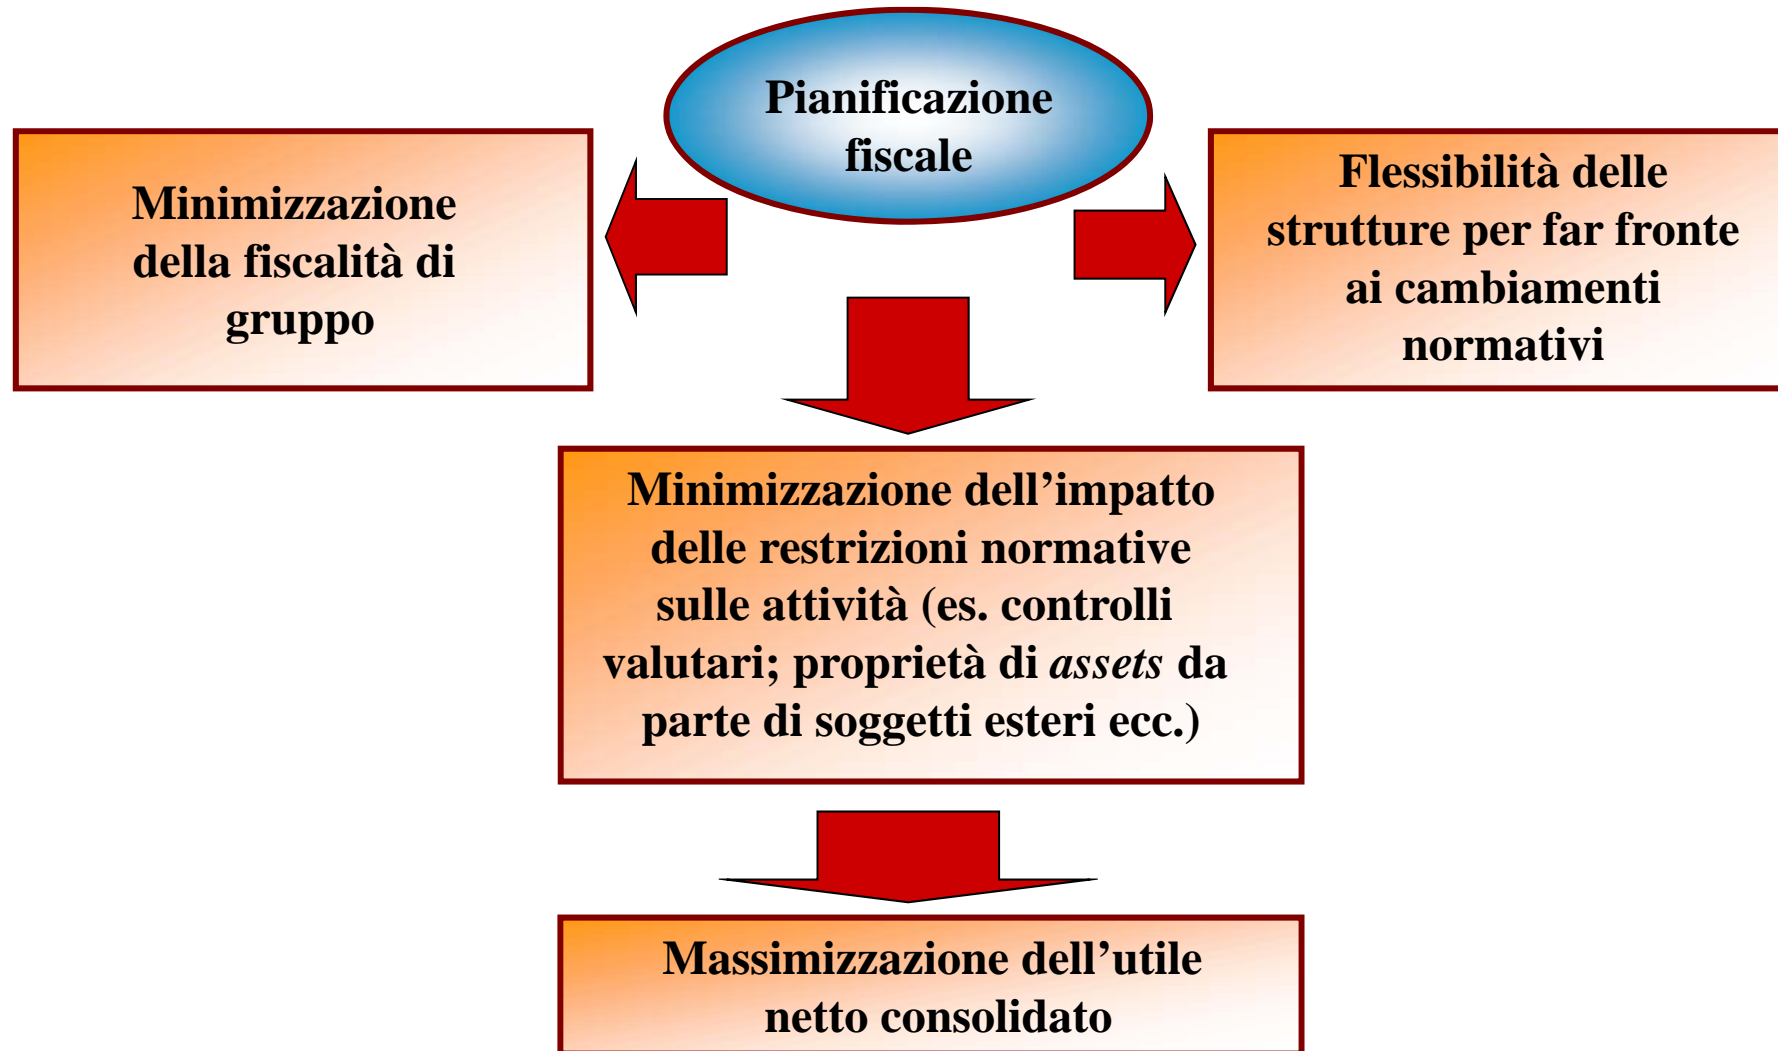 Pianificazione
fiscale
Minimizzazione
della fiscalità di
gruppo
Flessibilità delle
strutture per far fronte
ai cambiamenti
normativi
Minimizzazione dell’impatto
delle restrizioni normative
sulle attività (es. controlli
valutari; proprietà di assets da
parte di soggetti esteri ecc.)
Massimizzazione dell’utile
netto consolidato